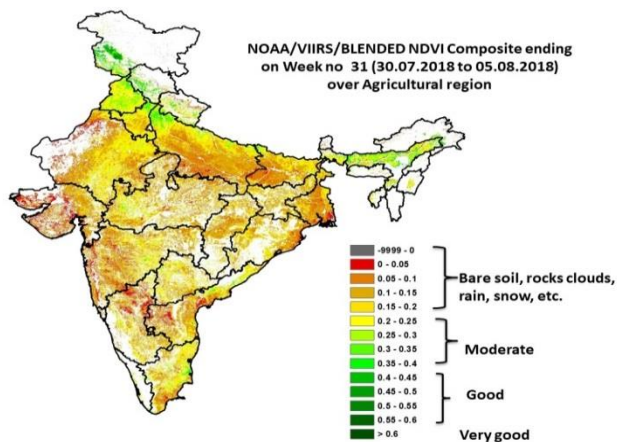 NOAA/VIIRS/BLENDED NDVI Composite ending
on Week no 31 (30.07.2018 to 05.08.2018)
over Agricultural region
-9999 - 0
0 - 0.05
0.05 - 0.1
0.1 - 0.15
0.15 - 0.2
0.2 - 0.25
0.25 - 0.3
0.3 - 0.35
0.35 - 0.4
0.4 - 0.45
0.45 - 0.5
0.5 - 0.55
0.55 - 0.6
> 0.6
Bare soil, rocks clouds,
rain, snow, etc.
Moderate
Good
Very good